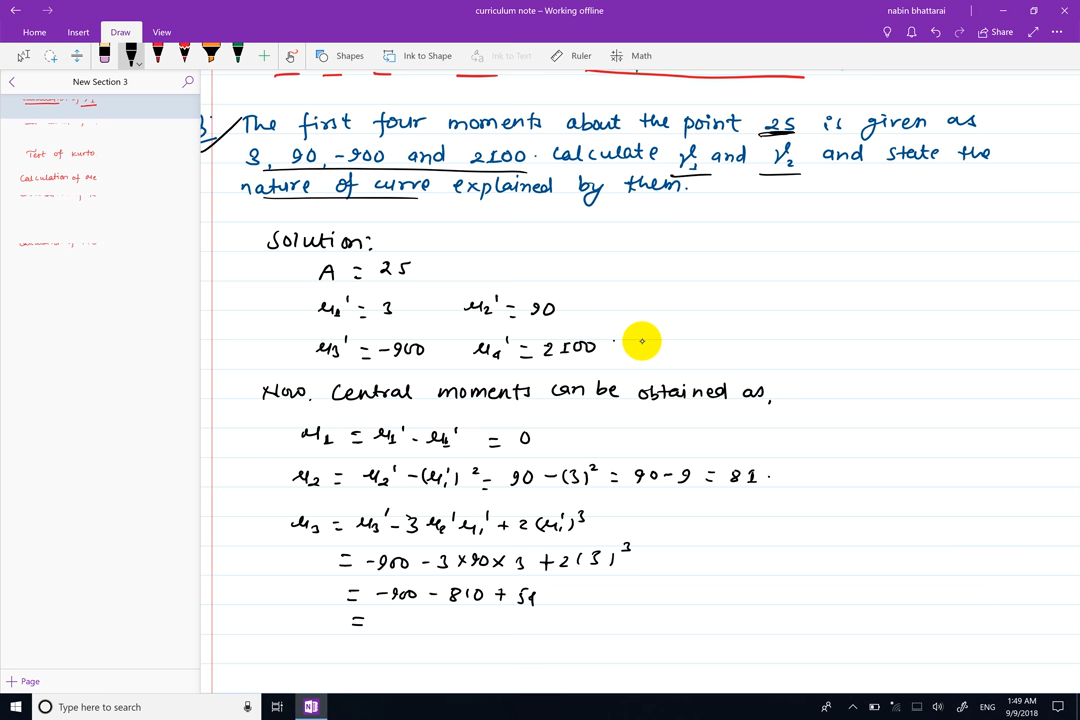 curriculum note – Working offline
nabin bhattarai
Home Insert Draw View
Share
Shapes Ink to Shape Ink to Text Ruler Math
New Section 3
Test of Kurto
Calculation of Me
3. The first four moments about the point 25 is given as
3, 90, -900 and 2100. Calculate γ1 and γ2 and state the
nature of curve explained by them.
Solution:
A = 25
μ1' = 3 μ2' = 90
μ3' = -900 μ4' = 2100
Now, Central moments can be obtained as,
μ1 = μ1' - μ1' = 0
μ2 = μ2' - (μ1')² = 90 - (3)² = 90 - 9 = 81.
μ3 = μ3' - 3 μ2' μ1' + 2 (μ1')³
= -900 - 3 × 90 × 3 + 2 (3)³
= -900 - 810 + 54
=
+ Page
Type here to search
ENG
1:49 AM
9/9/2018